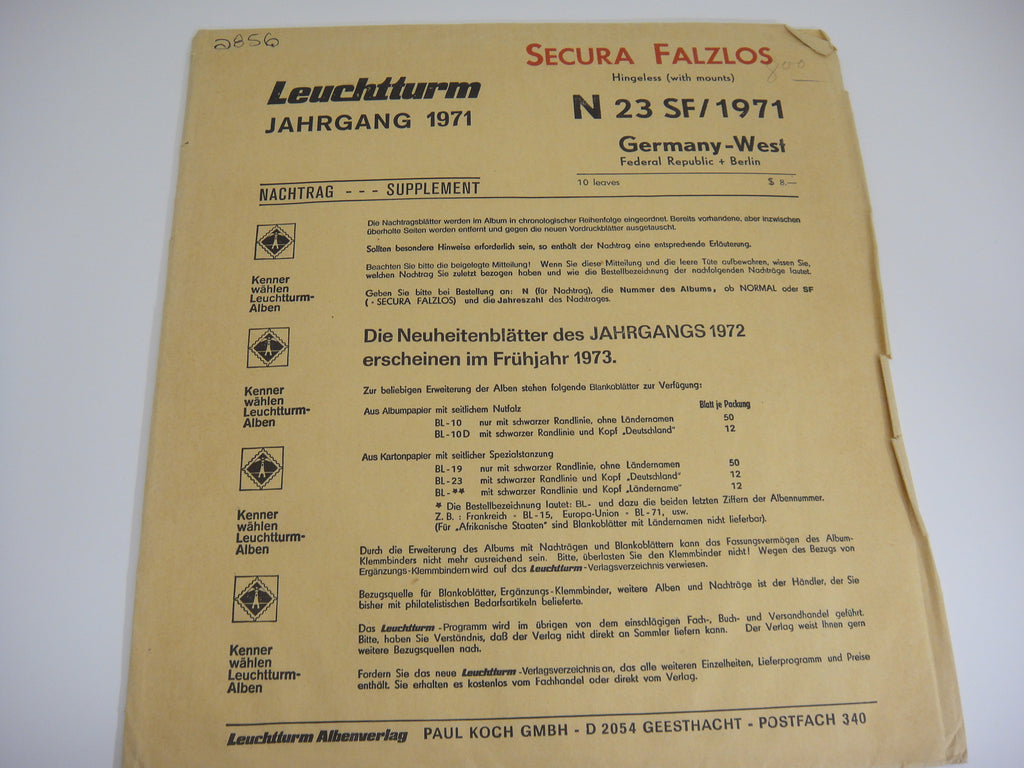 2856
SECURA FALZLOS
Hingeless (with mounts)
800
Leuchtturm
JAHRGANG 1971
N 23 SF/1971
Germany-West
Federal Republic + Berlin
NACHTRAG --- SUPPLEMENT
10 leaves $ 8.—
Die Nachtragsblätter werden im Album in chronologischer Reihenfolge eingeordnet. Bereits vorhandene, aber inzwischen
überholte Seiten werden entfernt und gegen die neuen Vordruckblätter ausgetauscht.
Sollten besondere Hinweise erforderlich sein, so enthält der Nachtrag eine entsprechende Erläuterung.
Beachten Sie bitte die beigelegte Mitteilung! Wenn Sie diese Mitteilung und die leere Tüte aufbewahren, wissen Sie,
welchen Nachtrag Sie zuletzt bezogen haben und wie die Bestellbezeichnung der nachfolgenden Nachträge lautet.
Geben Sie bitte bei Bestellung an: N (für Nachtrag), die Nummer des Albums, ob NORMAL oder SF
(- SECURA FALZLOS) und die Jahreszahl des Nachtrages.
Kenner
wählen
Leuchtturm-
Alben
Die Neuheitenblätter des JAHRGANGS 1972
erscheinen im Frühjahr 1973.
Kenner
wählen
Leuchtturm-
Alben
Zur beliebigen Erweiterung der Alben stehen folgende Blankoblätter zur Verfügung:
Aus Albumpapier mit seitlichem Nutfalz Blatt je Packung
BL-10 nur mit schwarzer Randlinie, ohne Ländernamen 50
BL-10D mit schwarzer Randlinie und Kopf „Deutschland" 12
Aus Kartonpapier mit seitlicher Spezialstanzung
BL-19 nur mit schwarzer Randlinie, ohne Ländernamen 50
BL-23 mit schwarzer Randlinie und Kopf „Deutschland" 12
BL-** mit schwarzer Randlinie und Kopf „Ländername" 12
* Die Bestellbezeichnung lautet: BL- und dazu die beiden letzten Ziffern der Albennummer.
Z. B. : Frankreich - BL-15, Europa-Union - BL-71, usw.
(Für „Afrikanische Staaten" sind Blankoblätter mit Ländernamen nicht lieferbar).
Kenner
wählen
Leuchtturm-
Alben
Durch die Erweiterung des Albums mit Nachträgen und Blankoblättern kann das Fassungsvermögen des Album-
Klemmbinders nicht mehr ausreichend sein. Bitte, überlasten Sie den Klemmbinder nicht! Wegen des Bezugs von
Ergänzungs-Klemmbindern wird auf das Leuchtturm-Verlagsverzeichnis verwiesen.
Bezugsquelle für Blankoblätter, Ergänzungs-Klemmbinder, weitere Alben und Nachträge ist der Händler, der Sie
bisher mit philatelistischen Bedarfsartikeln belieferte.
Das Leuchtturm-Programm wird im übrigen von dem einschlägigen Fach-, Buch- und Versandhandel geführt.
Bitte, haben Sie Verständnis, daß der Verlag nicht direkt an Sammler liefern kann. Der Verlag weist Ihnen gern
weitere Bezugsquellen nach.
Kenner
wählen
Leuchtturm-
Alben
Fordern Sie das neue Leuchtturm-Verlagsverzeichnis an, das alle weiteren Einzelheiten, Lieferprogramm und Preise
enthält. Sie erhalten es kostenlos vom Fachhandel oder direkt vom Verlag.
Leuchtturm Albenverlag PAUL KOCH GMBH - D 2054 GEESTHACHT - POSTFACH 340